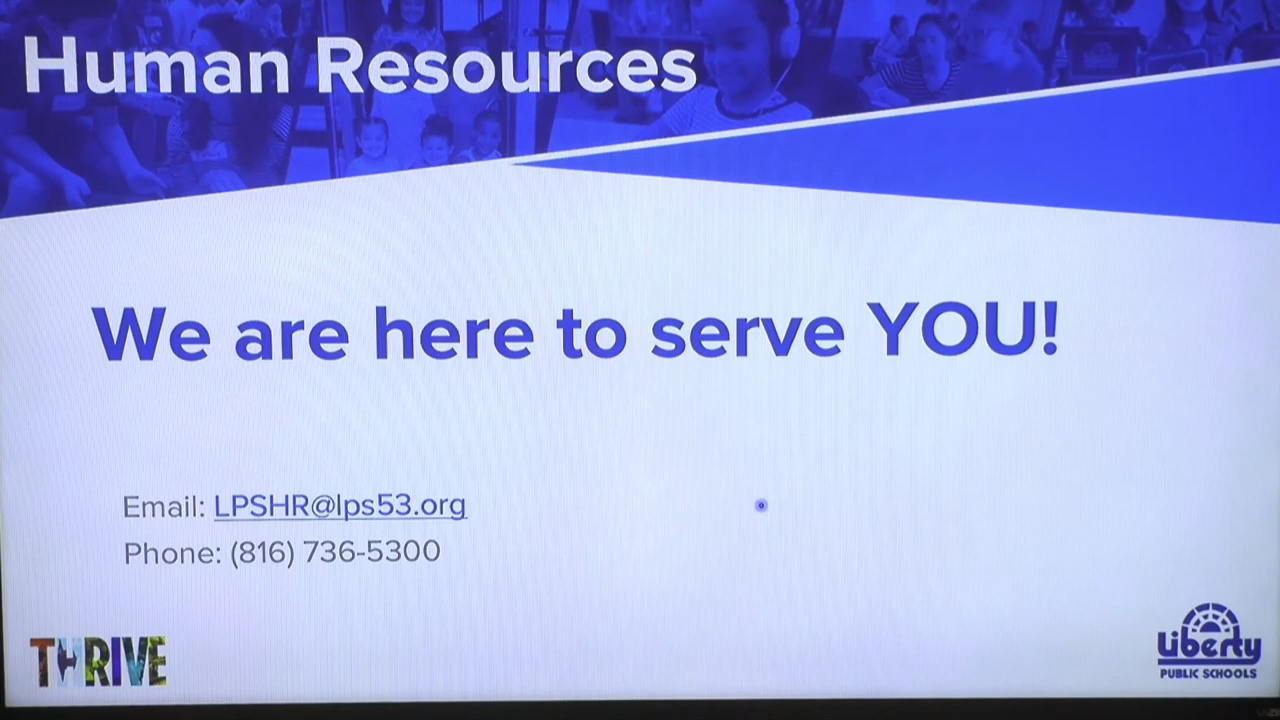 Human Resources
We are here to serve YOU!
Email: LPSHR@lps53.org
Phone: (816) 736-5300
THRIVE
Liberty
PUBLIC SCHOOLS